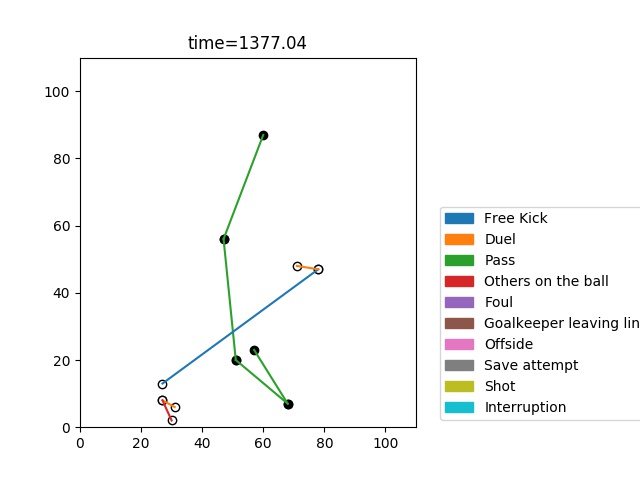 time=1377.04
100
80
60
40
20
0
0 20 40 60 80 100
Free Kick
Duel
Pass
Others on the ball
Foul
Goalkeeper leaving lin
Offside
Save attempt
Shot
Interruption